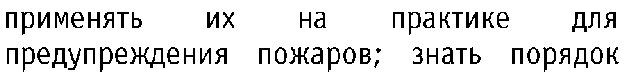 применять их на практике для
предупреждения пожаров; знать порядок